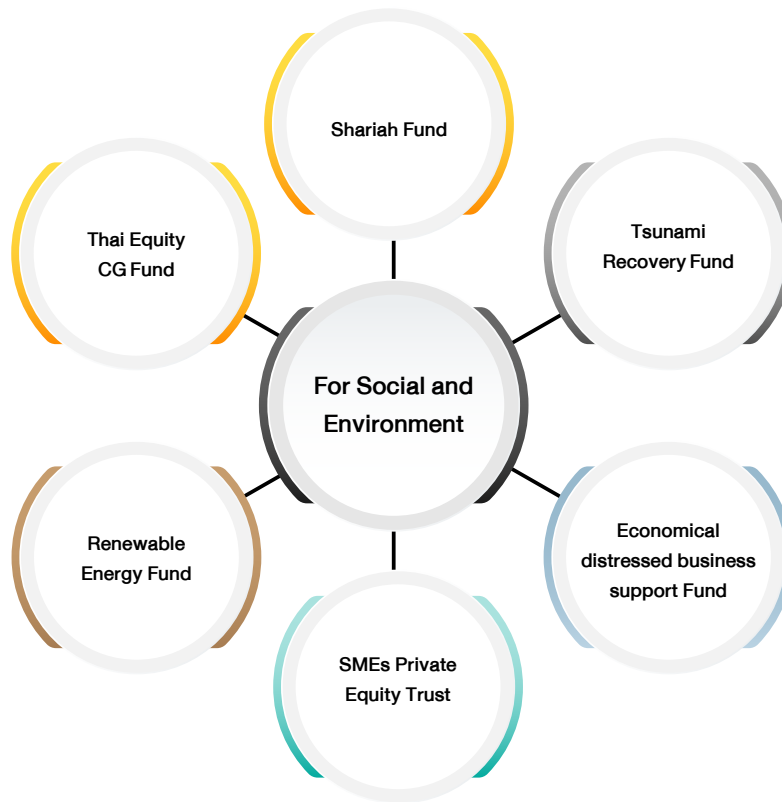 Shariah Fund
Thai Equity
CG Fund
Tsunami
Recovery Fund
For Social and
Environment
Renewable
Energy Fund
Economical
distressed business
support Fund
SMEs Private
Equity Trust